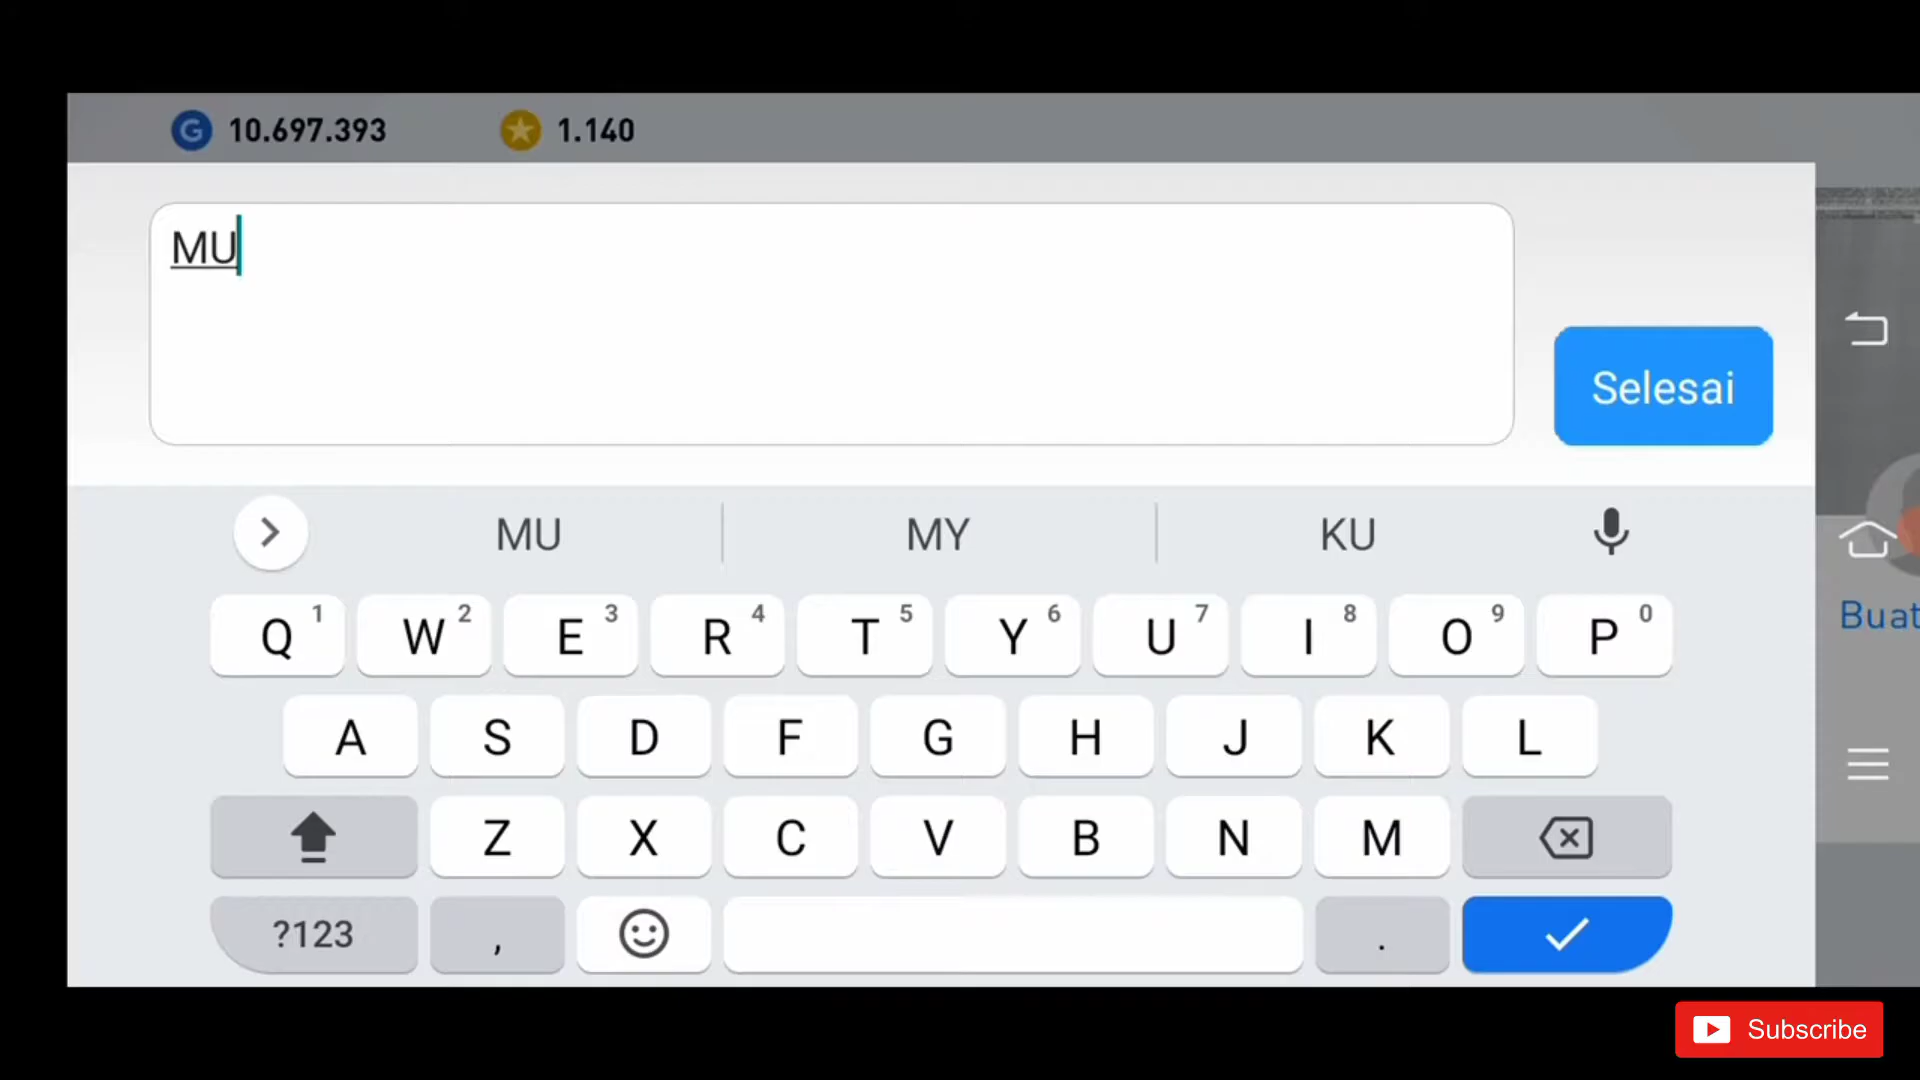 G 10.697.393 1.140
MU
Selesai
MU MY KU
Q 1 W 2 E 3 R 4 T 5 Y 6 U 7 I 8 O 9 P 0
Buat
A S D F G H J K L
Z X C V B N M
?123 , .
Subscribe